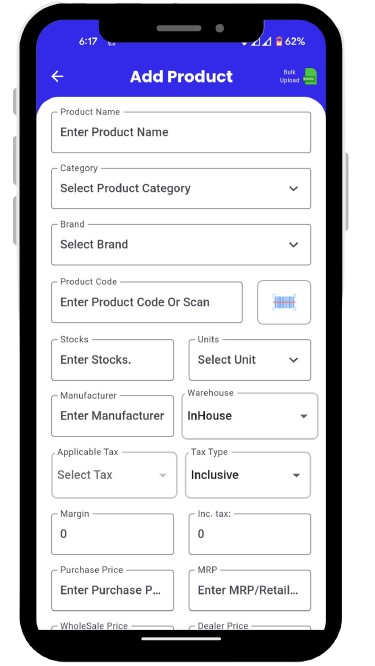 6:17 62%
Add Product
Bulk
Upload
Product Name
Enter Product Name
Category
Select Product Category
Brand
Select Brand
Product Code
Enter Product Code Or Scan
Stocks Units
Enter Stocks. Select Unit
Manufacturer Warehouse
Enter Manufacturer InHouse
Applicable Tax Tax Type
Select Tax Inclusive
Margin Inc. tax:
0 0
Purchase Price MRP
Enter Purchase P... Enter MRP/Retail...
WholeSale Price Dealer Price